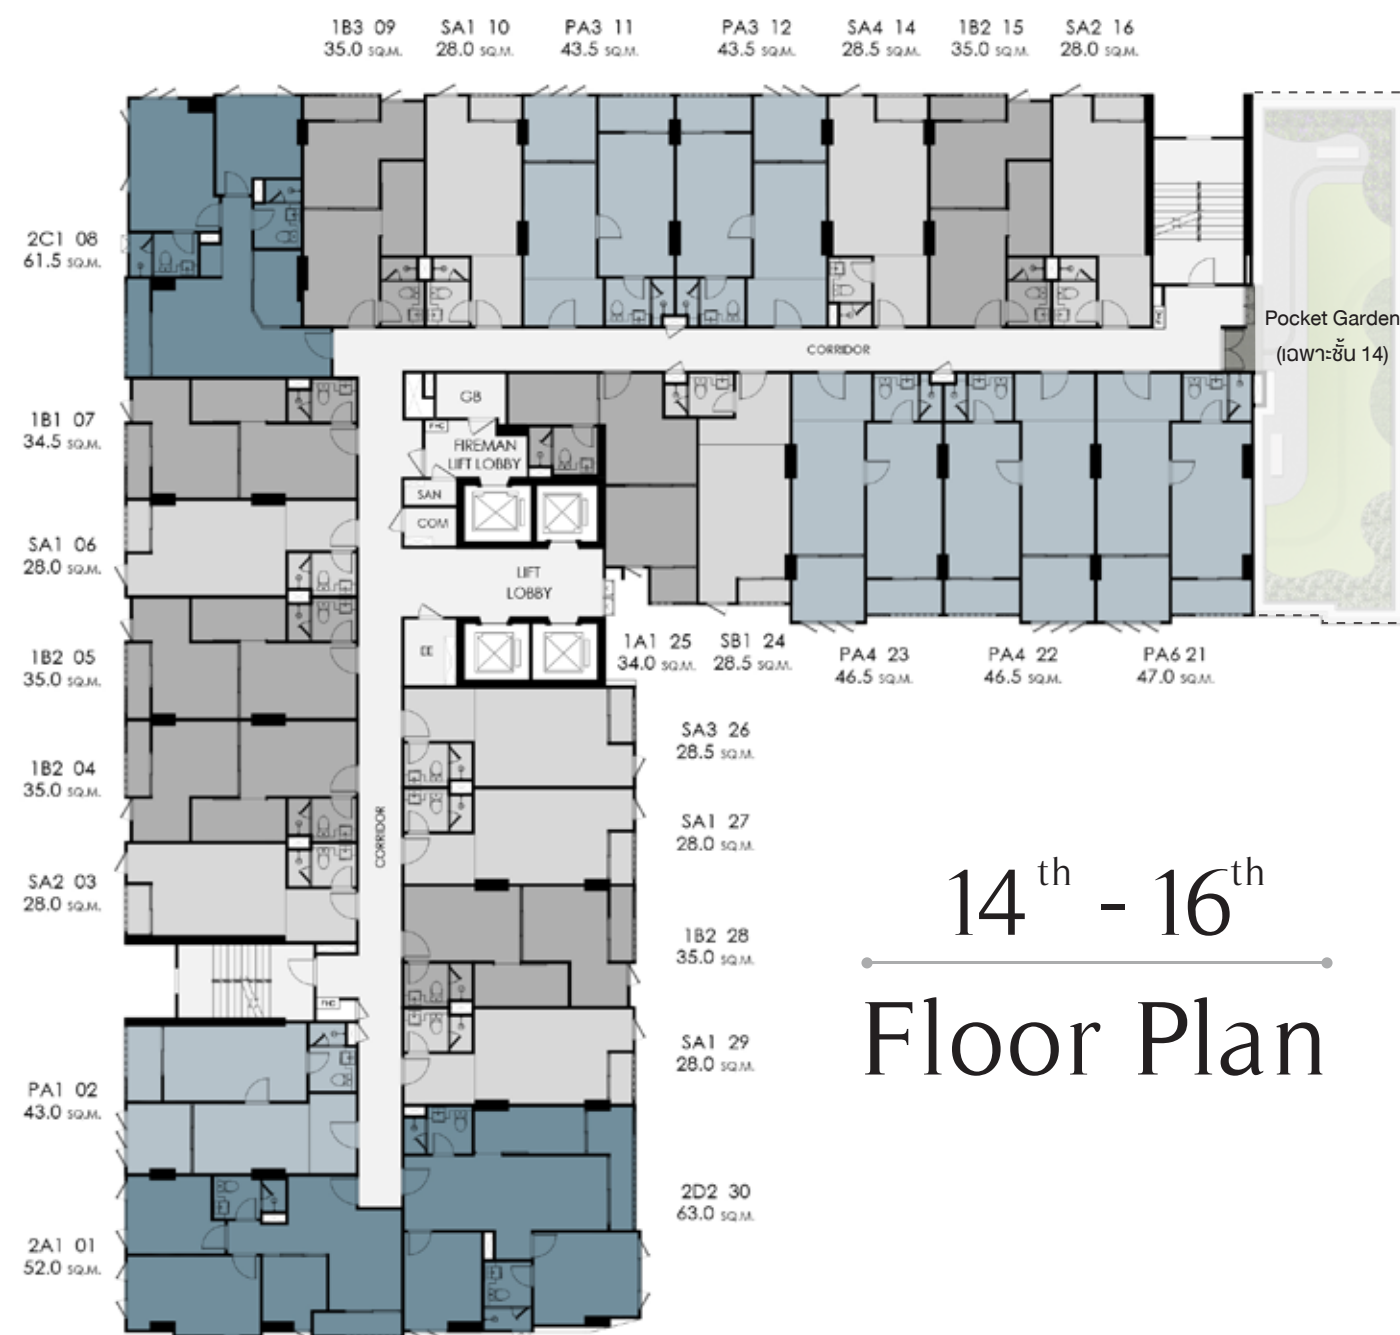 1B3 09
35.0 SQ.M.
SA1 10
28.0 SQ.M.
PA3 11
43.5 SQ.M.
PA3 12
43.5 SQ.M.
SA4 14
28.5 SQ.M.
1B2 15
35.0 SQ.M.
SA2 16
28.0 SQ.M.
2C1 08
61.5 SQ.M.
FHC
Pocket Garden
(เฉพาะชั้น 14)
CORRIDOR
1B1 07
34.5 SQ.M.
GB
FHC
FIREMAN
LIFT LOBBY
SAN
COM
SA1 06
28.0 SQ.M.
LIFT
LOBBY
EE
1A1 25
34.0 SQ.M.
SB1 24
28.5 SQ.M.
PA4 23
46.5 SQ.M.
PA4 22
46.5 SQ.M.
PA6 21
47.0 SQ.M.
1B2 05
35.0 SQ.M.
SA3 26
28.5 SQ.M.
1B2 04
35.0 SQ.M.
SA1 27
28.0 SQ.M.
CORRIDOR
SA2 03
28.0 SQ.M.
1B2 28
35.0 SQ.M.
14th - 16th
Floor Plan
FHC
SA1 29
28.0 SQ.M.
PA1 02
43.0 SQ.M.
2D2 30
63.0 SQ.M.
2A1 01
52.0 SQ.M.